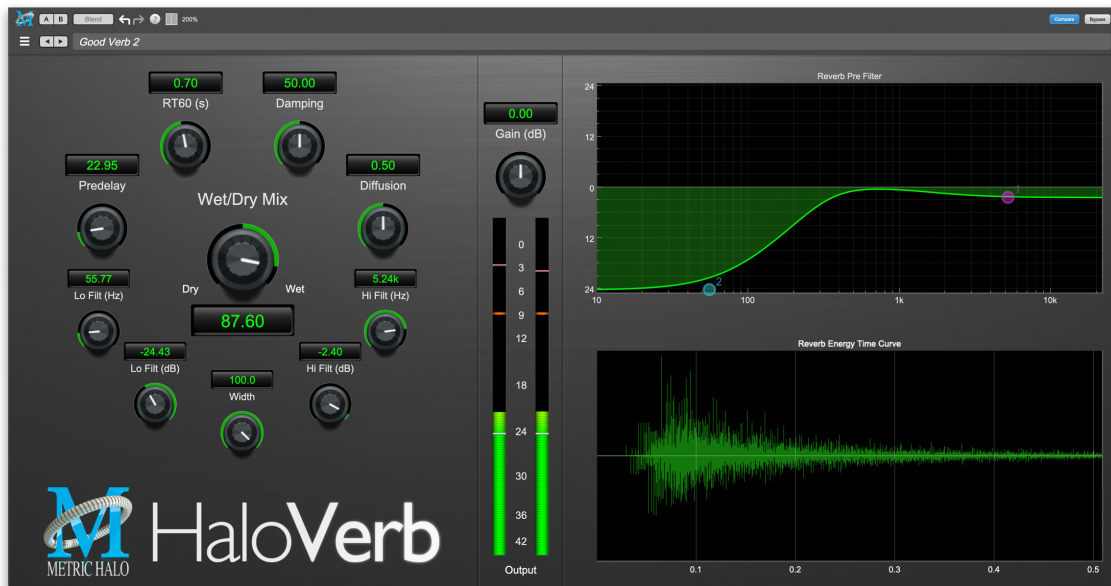 A B Blend ? 200% Compare Bypass
Good Verb 2
0.70
RT60 (s)
50.00
Damping
22.95
Predelay
0.50
Diffusion
Wet/Dry Mix
Dry Wet
87.60
55.77
Lo Filt (Hz)
5.24k
Hi Filt (Hz)
-24.43
Lo Filt (dB)
-2.40
Hi Filt (dB)
100.0
Width
METRIC HALO
HaloVerb
0.00
Gain (dB)
0
3
6
9
12
18
24
30
36
42
Output
Reverb Pre Filter
24
12
0
12
24
1
2
10 100 1k 10k
Reverb Energy Time Curve
0.1 0.2 0.3 0.4 0.5